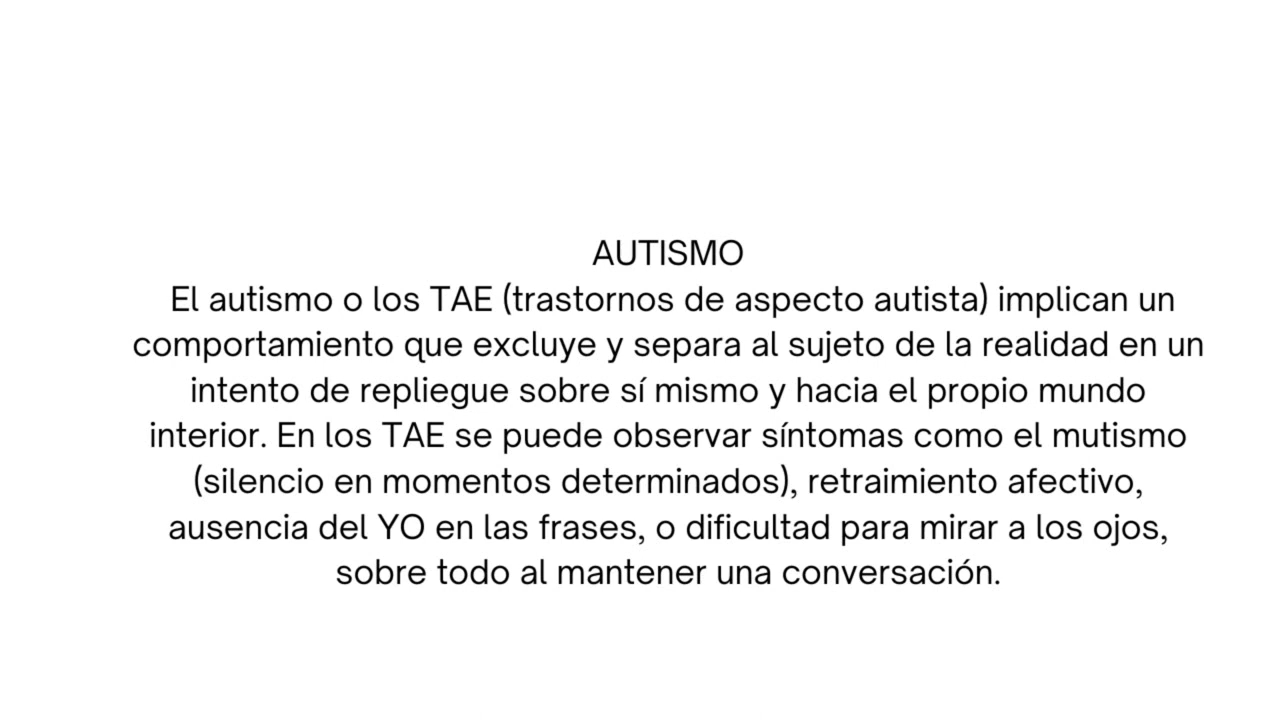 AUTISMO
El autismo o los TAE (trastornos de aspecto autista) implican un
comportamiento que excluye y separa al sujeto de la realidad en un
intento de repliegue sobre sí mismo y hacia el propio mundo
interior. En los TAE se puede observar síntomas como el mutismo
(silencio en momentos determinados), retraimiento afectivo,
ausencia del YO en las frases, o dificultad para mirar a los ojos,
sobre todo al mantener una conversación.